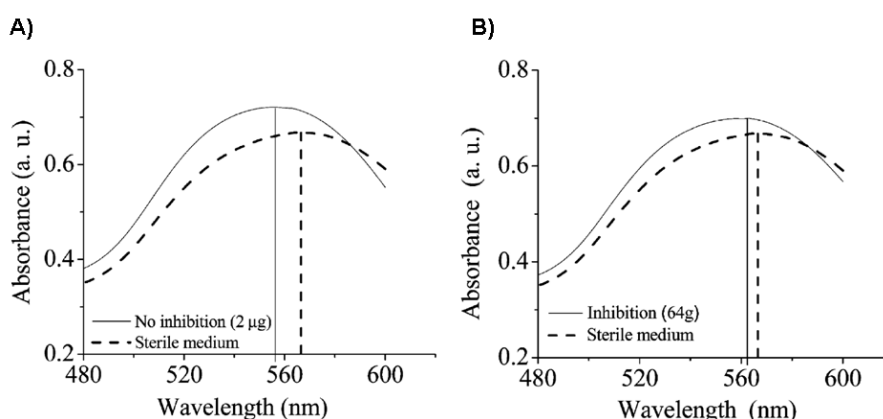 A)
0.8
0.6
0.4
0.2
Absorbance (a. u.)
No inhibition (2 µg)
Sterile medium
480 520 560 600
Wavelength (nm)
B)
0.8
0.6
0.4
0.2
Absorbance (a. u.)
Inhibition (64g)
Sterile medium
480 520 560 600
Wavelength (nm)